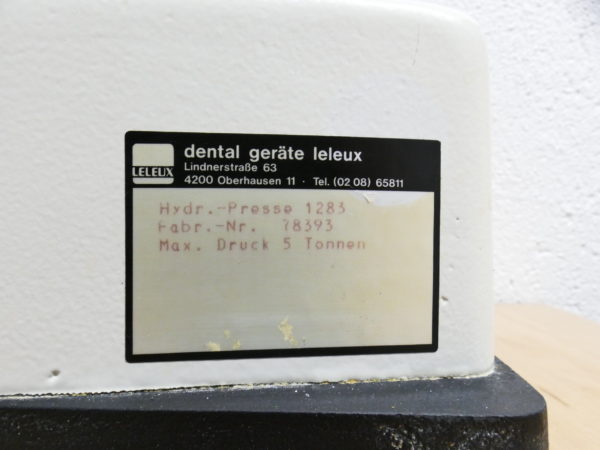 LELEUX
dental geräte leleux
Lindnerstraße 63
4200 Oberhausen 11 · Tel. (02 08) 65811
Hydr.-Presse 1283
Fabr.-Nr. 78393
Max. Druck 5 Tonnen